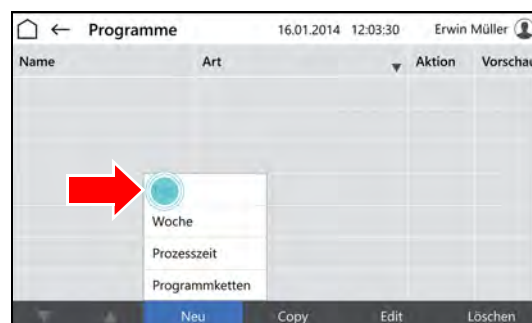 Programme 16.01.2014 12:03:30 Erwin Müller
Name Art Aktion Vorschau
Woche
Prozesszeit
Programmketten
Neu Copy Edit Löschen